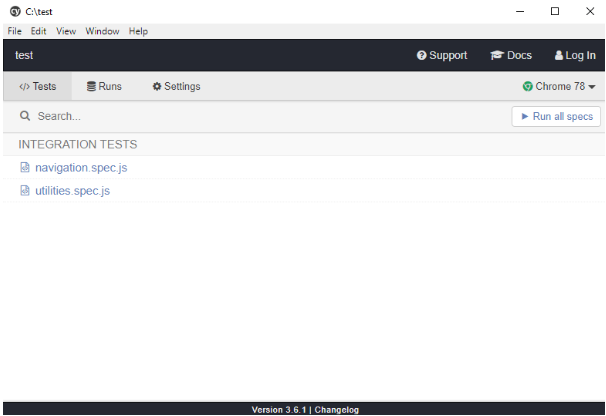 cy C:\test
File Edit View Window Help
test Support Docs Log In
</> Tests Runs Settings Chrome 78
Search... Run all specs
INTEGRATION TESTS
navigation.spec.js
utilities.spec.js
Version 3.6.1 | Changelog